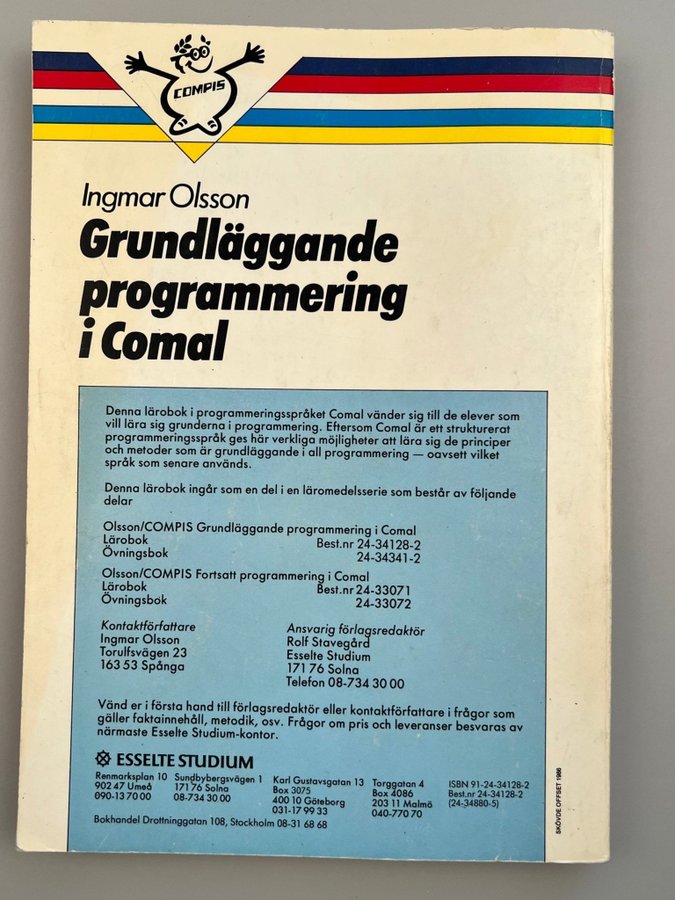 COMPIS
Ingmar Olsson
Grundläggande
programmering
i Comal
Denna lärobok i programmeringsspråket Comal vänder sig till de elever som
vill lära sig grunderna i programmering. Eftersom Comal är ett strukturerat
programmeringsspråk ges här verkliga möjligheter att lära sig de principer
och metoder som är grundläggande i all programmering — oavsett vilket
språk som senare används.
Denna lärobok ingår som en del i en läromedelsserie som består av följande
delar
Olsson/COMPIS Grundläggande programmering i Comal
Lärobok Best.nr 24-34128-2
Övningsbok 24-34341-2
Olsson/COMPIS Fortsatt programmering i Comal
Lärobok Best.nr 24-33071
Övningsbok 24-33072
Kontaktförfattare
Ingmar Olsson
Torulfsvägen 23
163 53 Spånga
Ansvarig förlagsredaktör
Rolf Stavegård
Esselte Studium
171 76 Solna
Telefon 08-734 30 00
Vänd er i första hand till förlagsredaktör eller kontaktförfattare i frågor som
gäller faktainnehåll, metodik, osv. Frågor om pris och leveranser besvaras av
närmaste Esselte Studium-kontor.
ESSELTE STUDIUM
Renmarksplan 10
902 47 Umeå
090-13 70 00
Sundbybergsvägen 1
171 76 Solna
08-734 30 00
Karl Gustavsgatan 13
Box 3075
400 10 Göteborg
031-17 99 33
Torggatan 4
Box 4086
203 11 Malmö
040-770 70
ISBN 91-24-34128-2
Best.nr 24-34128-2
(24-34880-5)
Bokhandel Drottninggatan 108, Stockholm 08-31 68 68
SKÖVDE OFFSET 1986